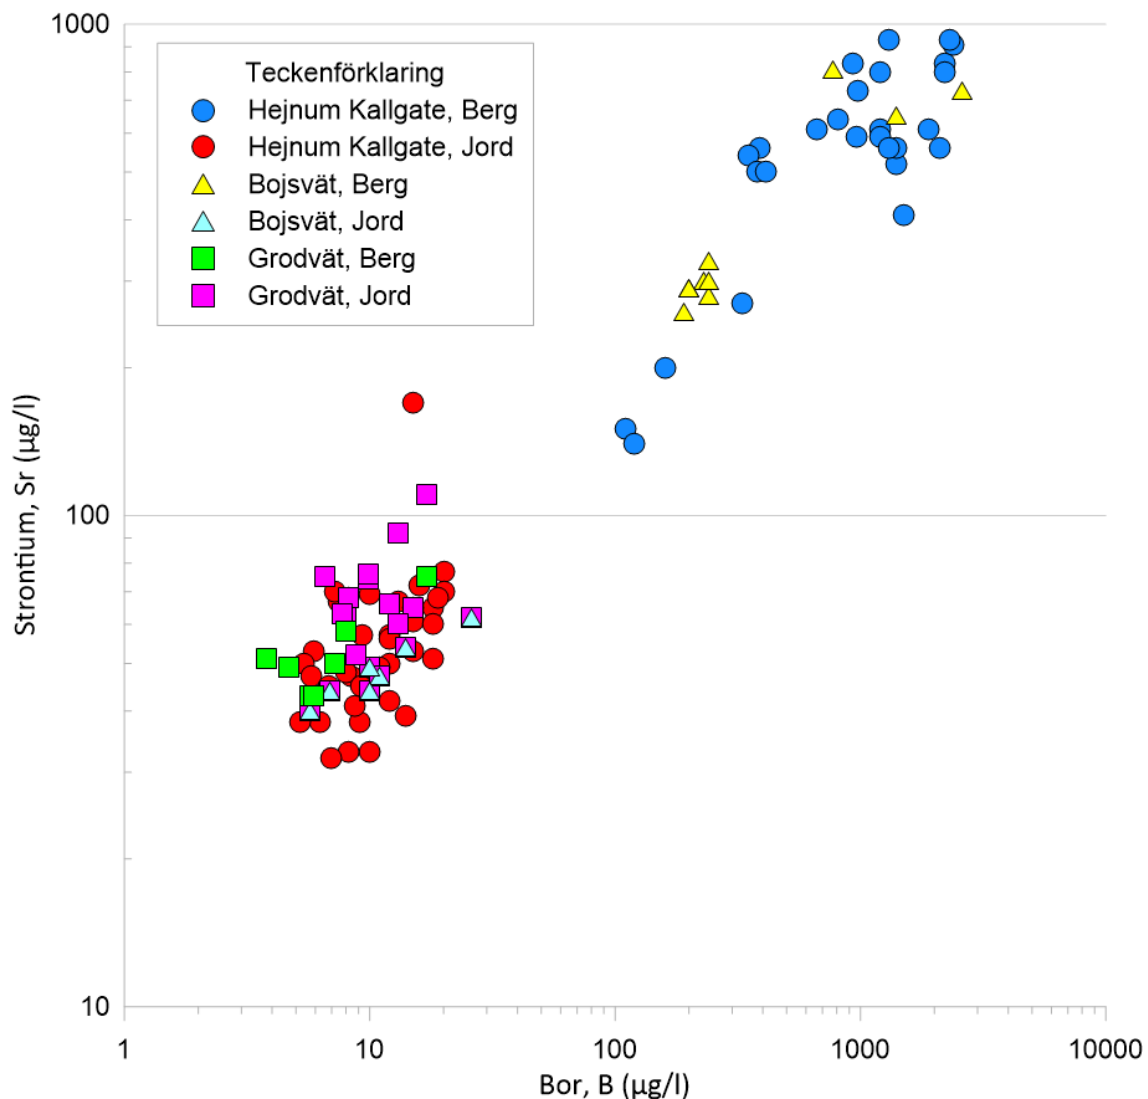 1000
Teckenförklaring
Hejnum Kallgate, Berg
Hejnum Kallgate, Jord
Bojsvät, Berg
Bojsvät, Jord
Grodvät, Berg
Grodvät, Jord
Strontium, Sr (µg/l)
100
10
1 10 100 1000 10000
Bor, B (µg/l)